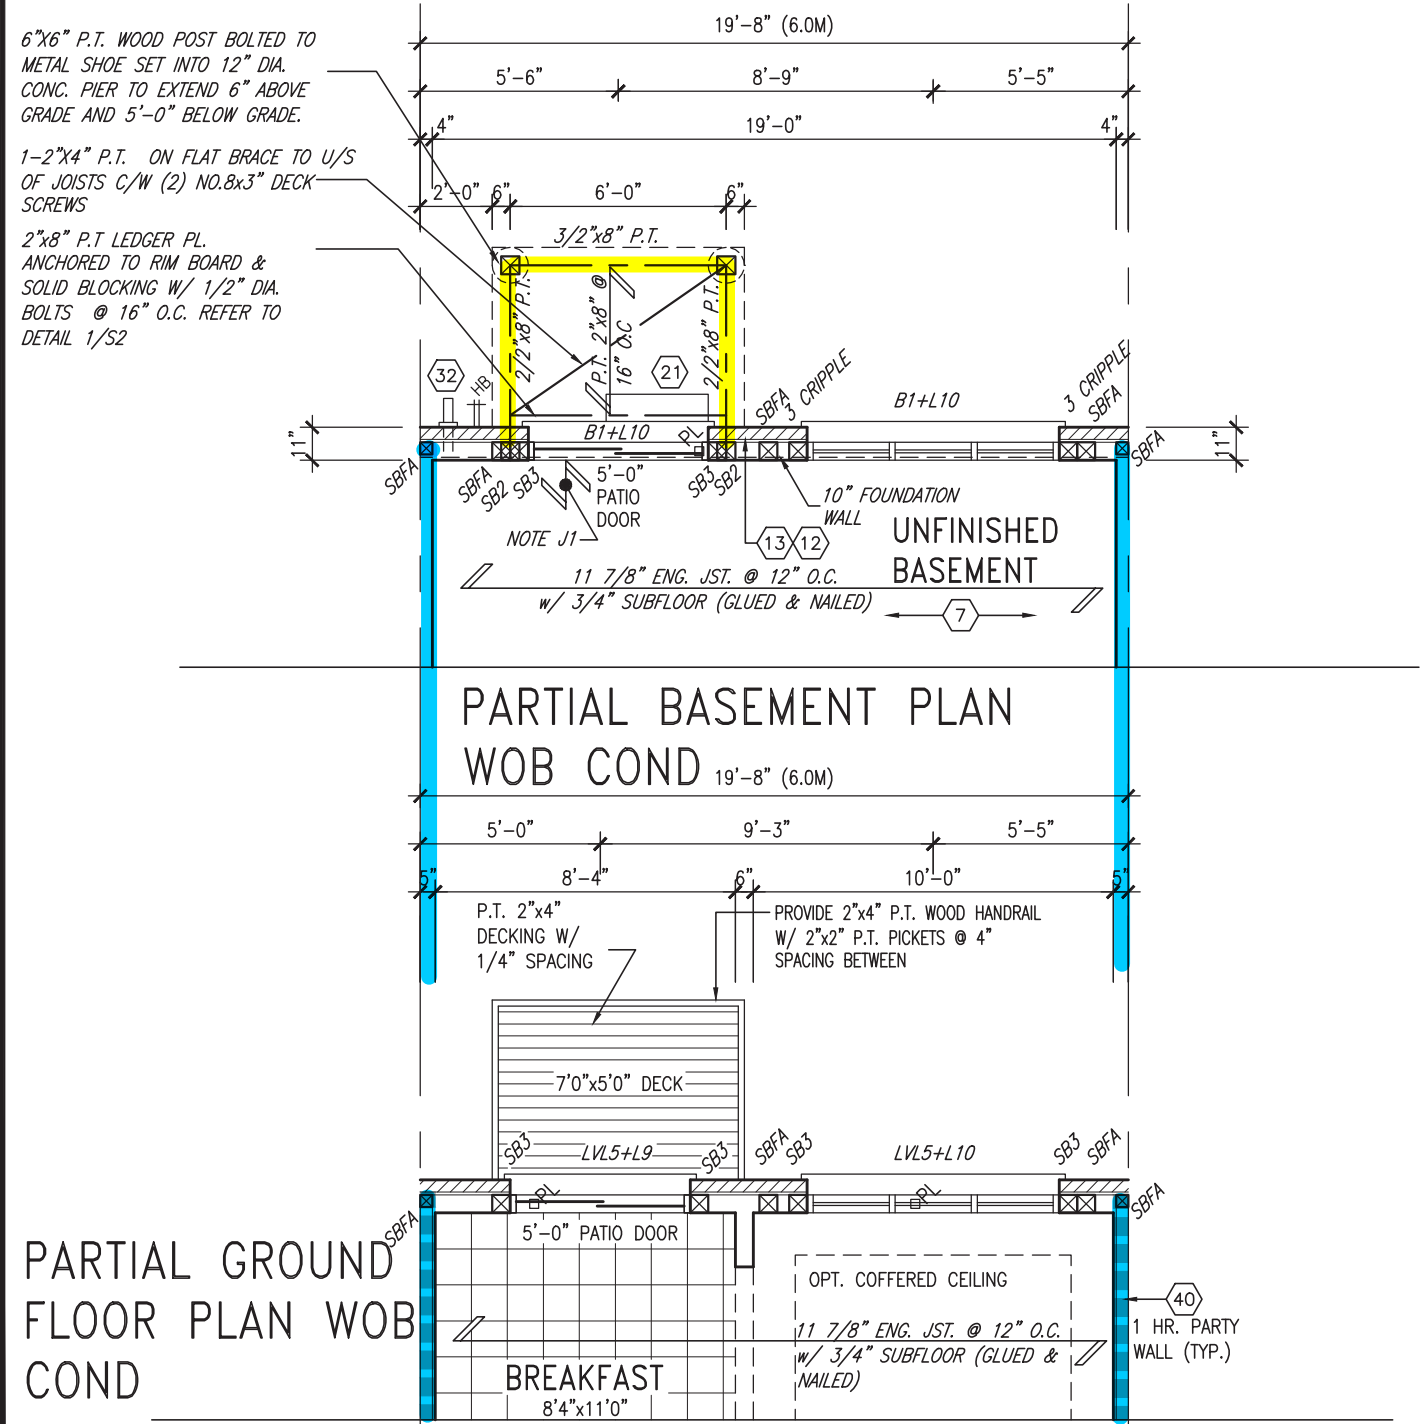 19'-8" (6.0M)
6"X6" P.T. WOOD POST BOLTED TO
METAL SHOE SET INTO 12" DIA.
CONC. PIER TO EXTEND 6" ABOVE
GRADE AND 5'-0" BELOW GRADE.
5'-6" 8'-9" 5'-5"
4" 19'-0" 4"
1-2"X4" P.T. ON FLAT BRACE TO U/S
OF JOISTS C/W (2) NO.8x3" DECK
SCREWS
2'-0" 6" 6'-0" 6"
2"x8" P.T LEDGER PL.
ANCHORED TO RIM BOARD &
SOLID BLOCKING W/ 1/2" DIA.
BOLTS @ 16" O.C. REFER TO
DETAIL 1/S2
3/2"x8" P.T.
2/2"x8" P.T.
P.T. 2"x8" @
16" O.C
2/2"x8" P.T.
32
HB
21
SBFA
3 CRIPPLE
B1+L10
3 CRIPPLE
SBFA
11"
B1+L10
PL
11"
SBFA
SBFA
SBFA
SB2
SB3
5'-0"
PATIO
DOOR
SB3
SB2
10" FOUNDATION
WALL
NOTE J1
13
12
UNFINISHED
BASEMENT
11 7/8" ENG. JST. @ 12" O.C.
w/ 3/4" SUBFLOOR (GLUED & NAILED)
7
PARTIAL BASEMENT PLAN
WOB COND
19'-8" (6.0M)
5'-0" 9'-3" 5'-5"
5" 8'-4" 6" 10'-0" 5"
P.T. 2"x4"
DECKING W/
1/4" SPACING
PROVIDE 2"x4" P.T. WOOD HANDRAIL
W/ 2"x2" P.T. PICKETS @ 4"
SPACING BETWEEN
7'0"x5'0" DECK
SB3
LVL5+L9
SB3
SBFA
SB3
LVL5+L10
SB3
SBFA
PL
PL
SBFA
SBFA
5'-0" PATIO DOOR
PARTIAL GROUND
FLOOR PLAN WOB
COND
OPT. COFFERED CEILING
40
1 HR. PARTY
WALL (TYP.)
11 7/8" ENG. JST. @ 12" O.C.
w/ 3/4" SUBFLOOR (GLUED &
NAILED)
BREAKFAST
8'4"x11'0"